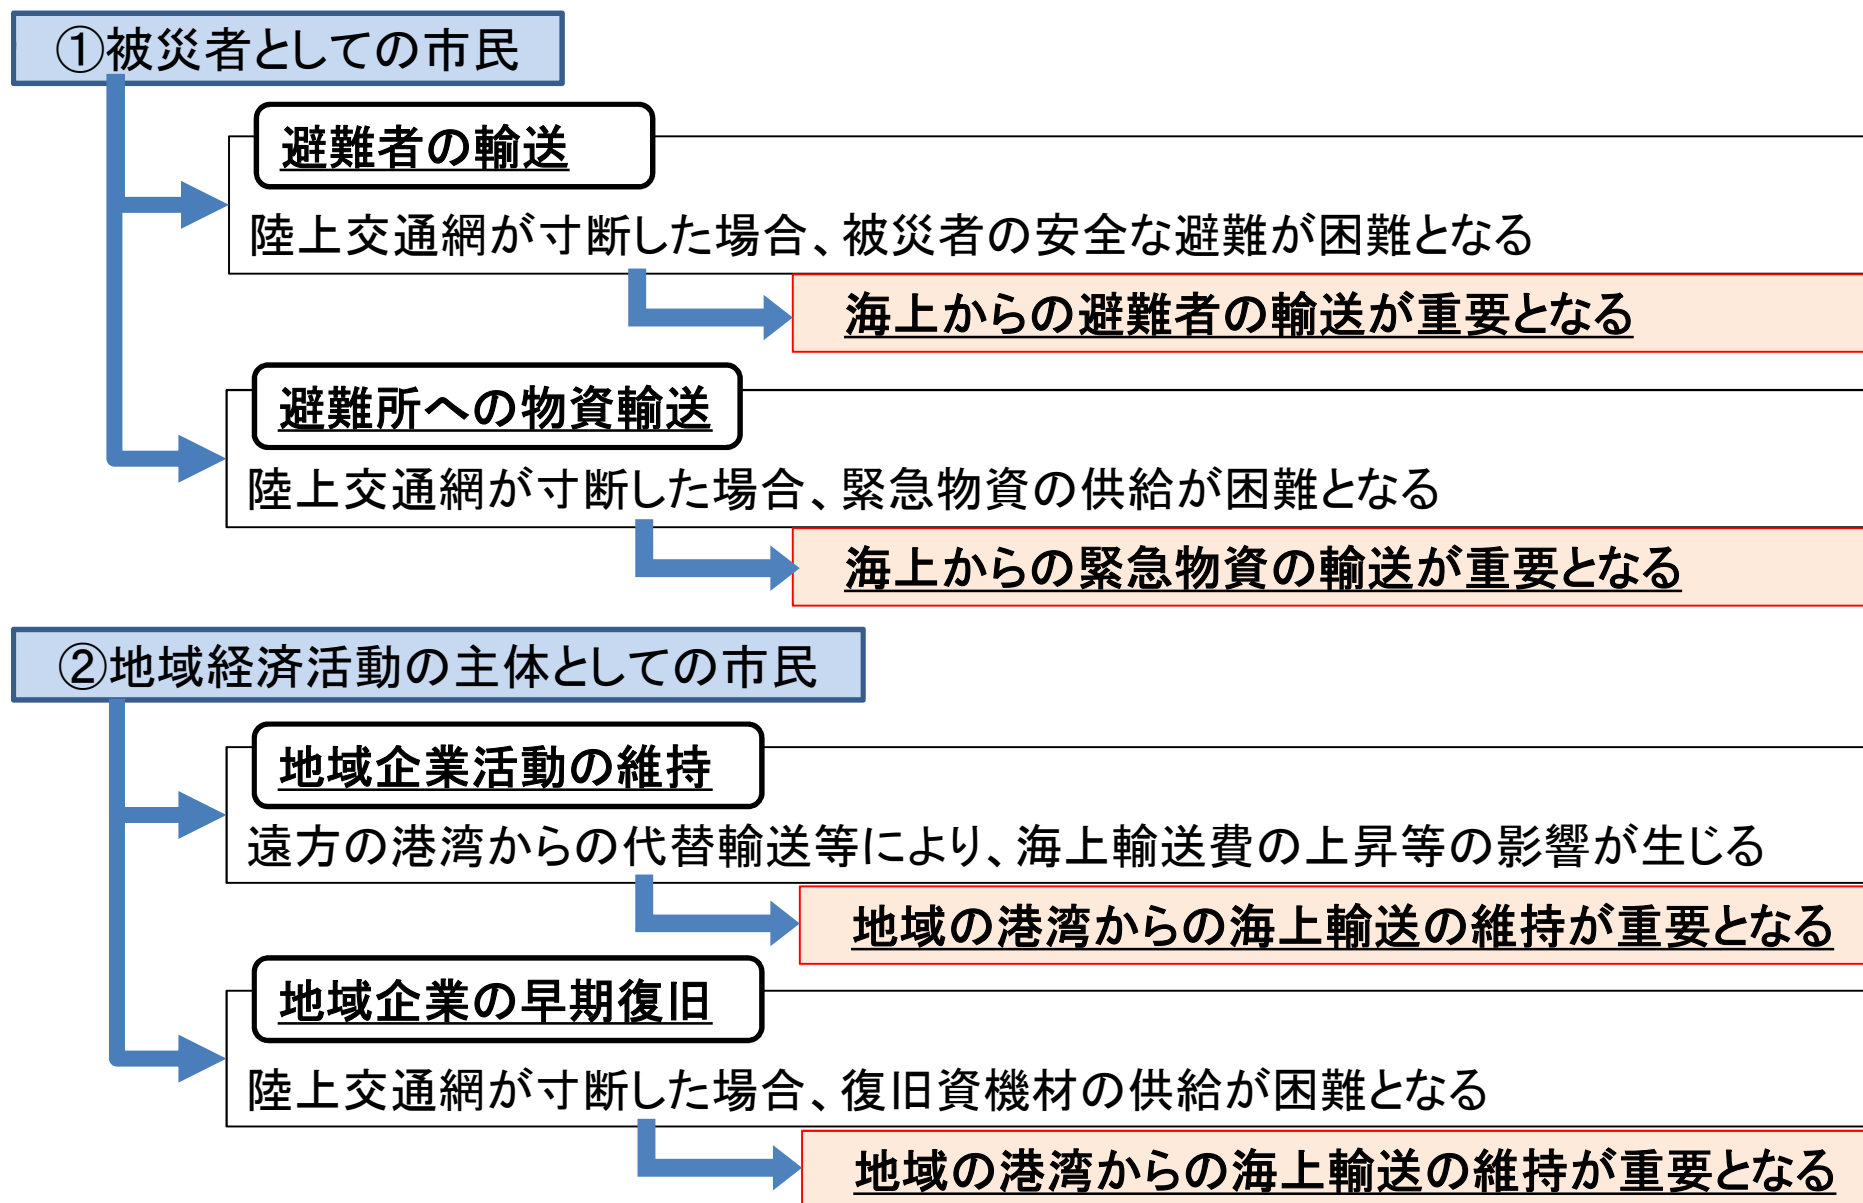 ①被災者としての市民
避難者の輸送
陸上交通網が寸断した場合、被災者の安全な避難が困難となる
海上からの避難者の輸送が重要となる
避難所への物資輸送
陸上交通網が寸断した場合、緊急物資の供給が困難となる
海上からの緊急物資の輸送が重要となる
②地域経済活動の主体としての市民
地域企業活動の維持
遠方の港湾からの代替輸送等により、海上輸送費の上昇等の影響が生じる
地域の港湾からの海上輸送の維持が重要となる
地域企業の早期復旧
陸上交通網が寸断した場合、復旧資機材の供給が困難となる
地域の港湾からの海上輸送の維持が重要となる